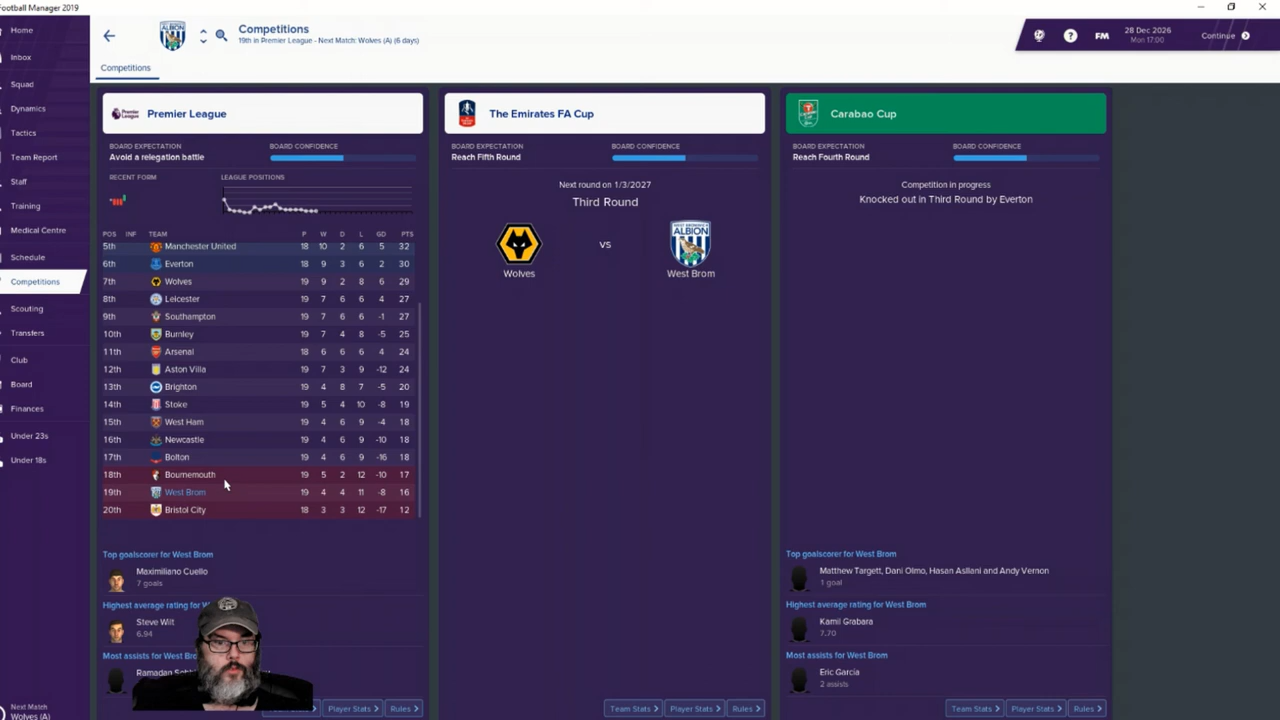 Football Manager 2019
Home
Inbox
Squad
Dynamics
Tactics
Team Report
Staff
Training
Medical Centre
Schedule
Competitions
Scouting
Transfers
Club
Board
Finances
Under 23s
Under 18s
Next Match
Wolves (A)
Competitions
19th in Premier League - Next Match: Wolves (A) (6 days)
FM
28 Dec 2026
Mon 17:00
Continue
Competitions
Premier League
BOARD EXPECTATION BOARD CONFIDENCE
Avoid a relegation battle
RECENT FORM LEAGUE POSITIONS
POS INF TEAM P W D L GD PTS
5th Manchester United 18 10 2 6 5 32
6th Everton 18 9 3 6 2 30
7th Wolves 19 9 2 8 6 29
8th Leicester 19 7 6 6 4 27
9th Southampton 19 7 6 6 -1 27
10th Burnley 19 7 4 8 -5 25
11th Arsenal 18 6 6 6 4 24
12th Aston Villa 19 7 3 9 -12 24
13th Brighton 19 4 8 7 -5 20
14th Stoke 19 5 4 10 -8 19
15th West Ham 19 4 6 9 -4 18
16th Newcastle 19 4 6 9 -10 18
17th Bolton 19 4 6 9 -16 18
18th Bournemouth 19 5 2 12 -10 17
19th West Brom 19 4 4 11 -8 16
20th Bristol City 18 3 3 12 -17 12
Top goalscorer for West Brom
Maximiliano Cuello
7 goals
Highest average rating for W
Steve Wilt
6.94
Most assists for West Bro
Ramadan
Player Stats
Rules
The Emirates FA Cup
BOARD EXPECTATION BOARD CONFIDENCE
Reach Fifth Round
Next round on 1/3/2027
Third Round
vs
Wolves West Brom
Team Stats
Player Stats
Rules
Carabao Cup
BOARD EXPECTATION BOARD CONFIDENCE
Reach Fourth Round
Competition in progress
Knocked out in Third Round by Everton
Top goalscorer for West Brom
Matthew Targett, Dani Olmo, Hasan Asllani and Andy Vernon
1 goal
Highest average rating for West Brom
Kamil Grabara
7.70
Most assists for West Brom
Eric García
2 assists
Team Stats
Player Stats
Rules